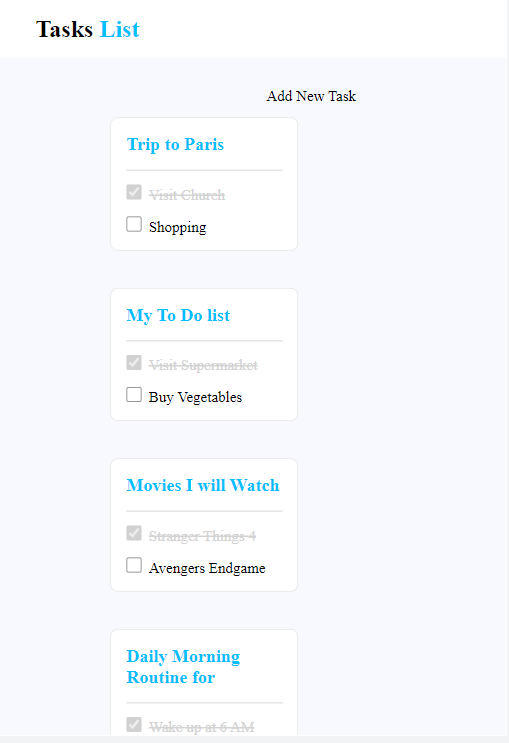 Tasks List
Add New Task
Trip to Paris
Visit Church
Shopping
My To Do list
Visit Supermarket
Buy Vegetables
Movies I will Watch
Stranger Things 4
Avengers Endgame
Daily Morning
Routine for
Wake up at 6 AM